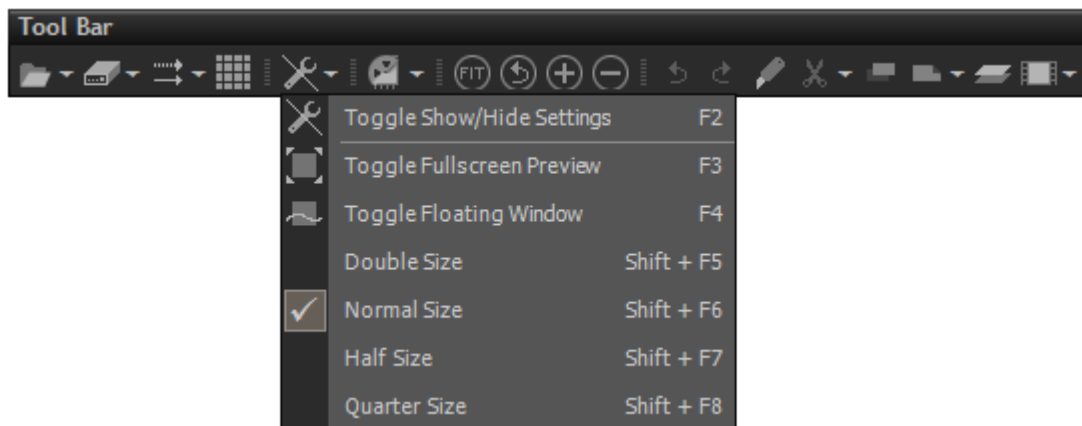 Tool Bar
FIT
Toggle Show/Hide Settings F2
Toggle Fullscreen Preview F3
Toggle Floating Window F4
Double Size Shift + F5
Normal Size Shift + F6
Half Size Shift + F7
Quarter Size Shift + F8